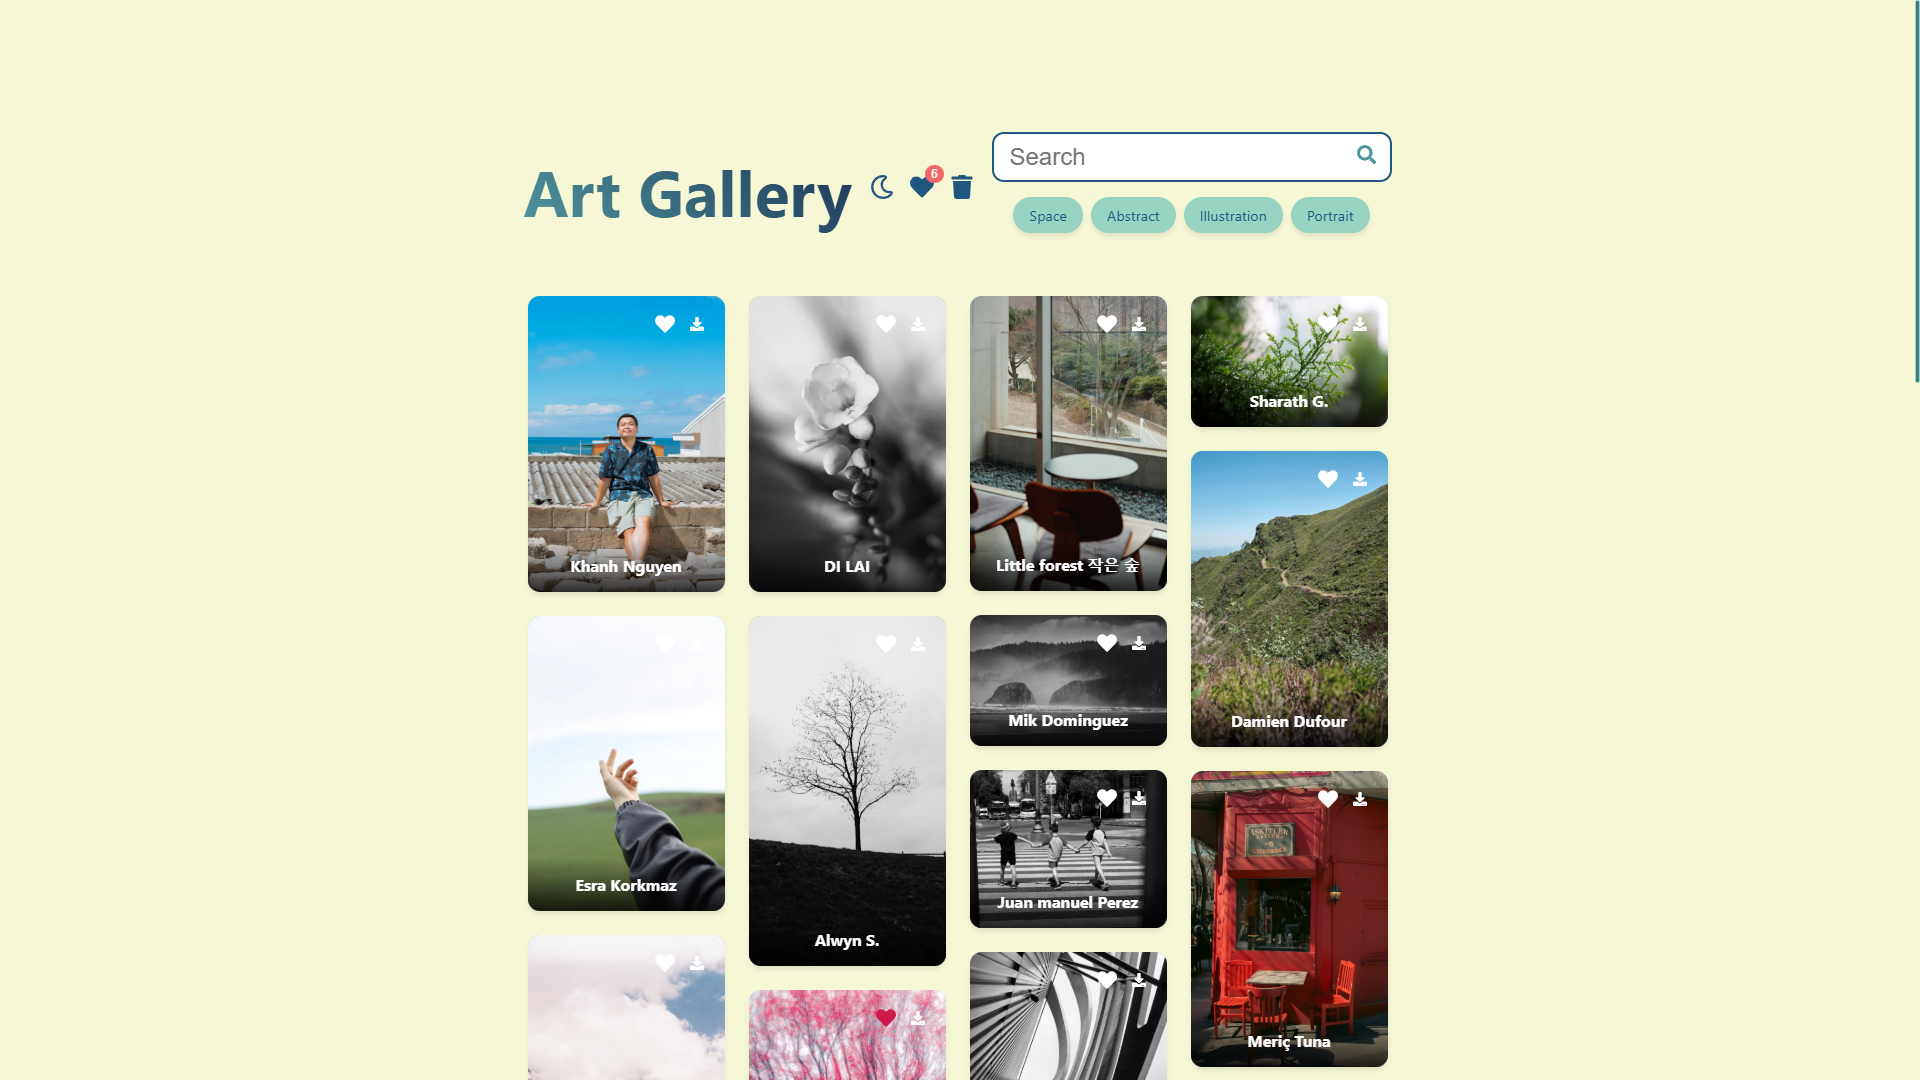 Search
Art Gallery
6
Space
Abstract
Illustration
Portrait
Sharath G.
Khanh Nguyen
DI LAI
Little forest 작은 숲
Mik Dominguez
Damien Dufour
Esra Korkmaz
Alwyn S.
Juan manuel Perez
Meriç Tuna